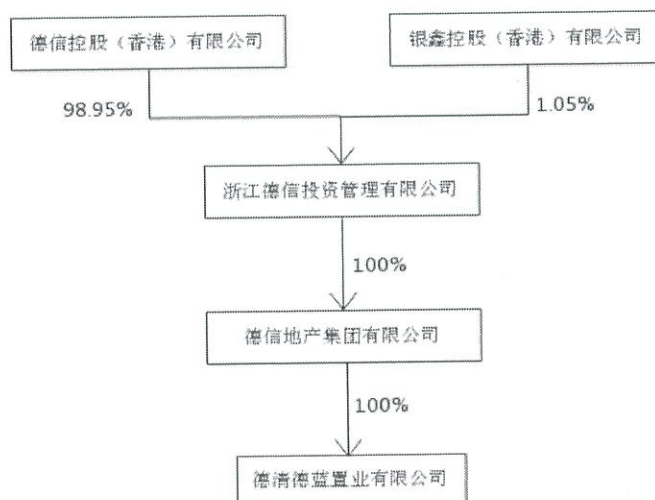 德信控股（香港）有限公司
银鑫控股（香港）有限公司
98.95%
1.05%
浙江德信投资管理有限公司
100%
德信地产集团有限公司
100%
德清德蓝置业有限公司